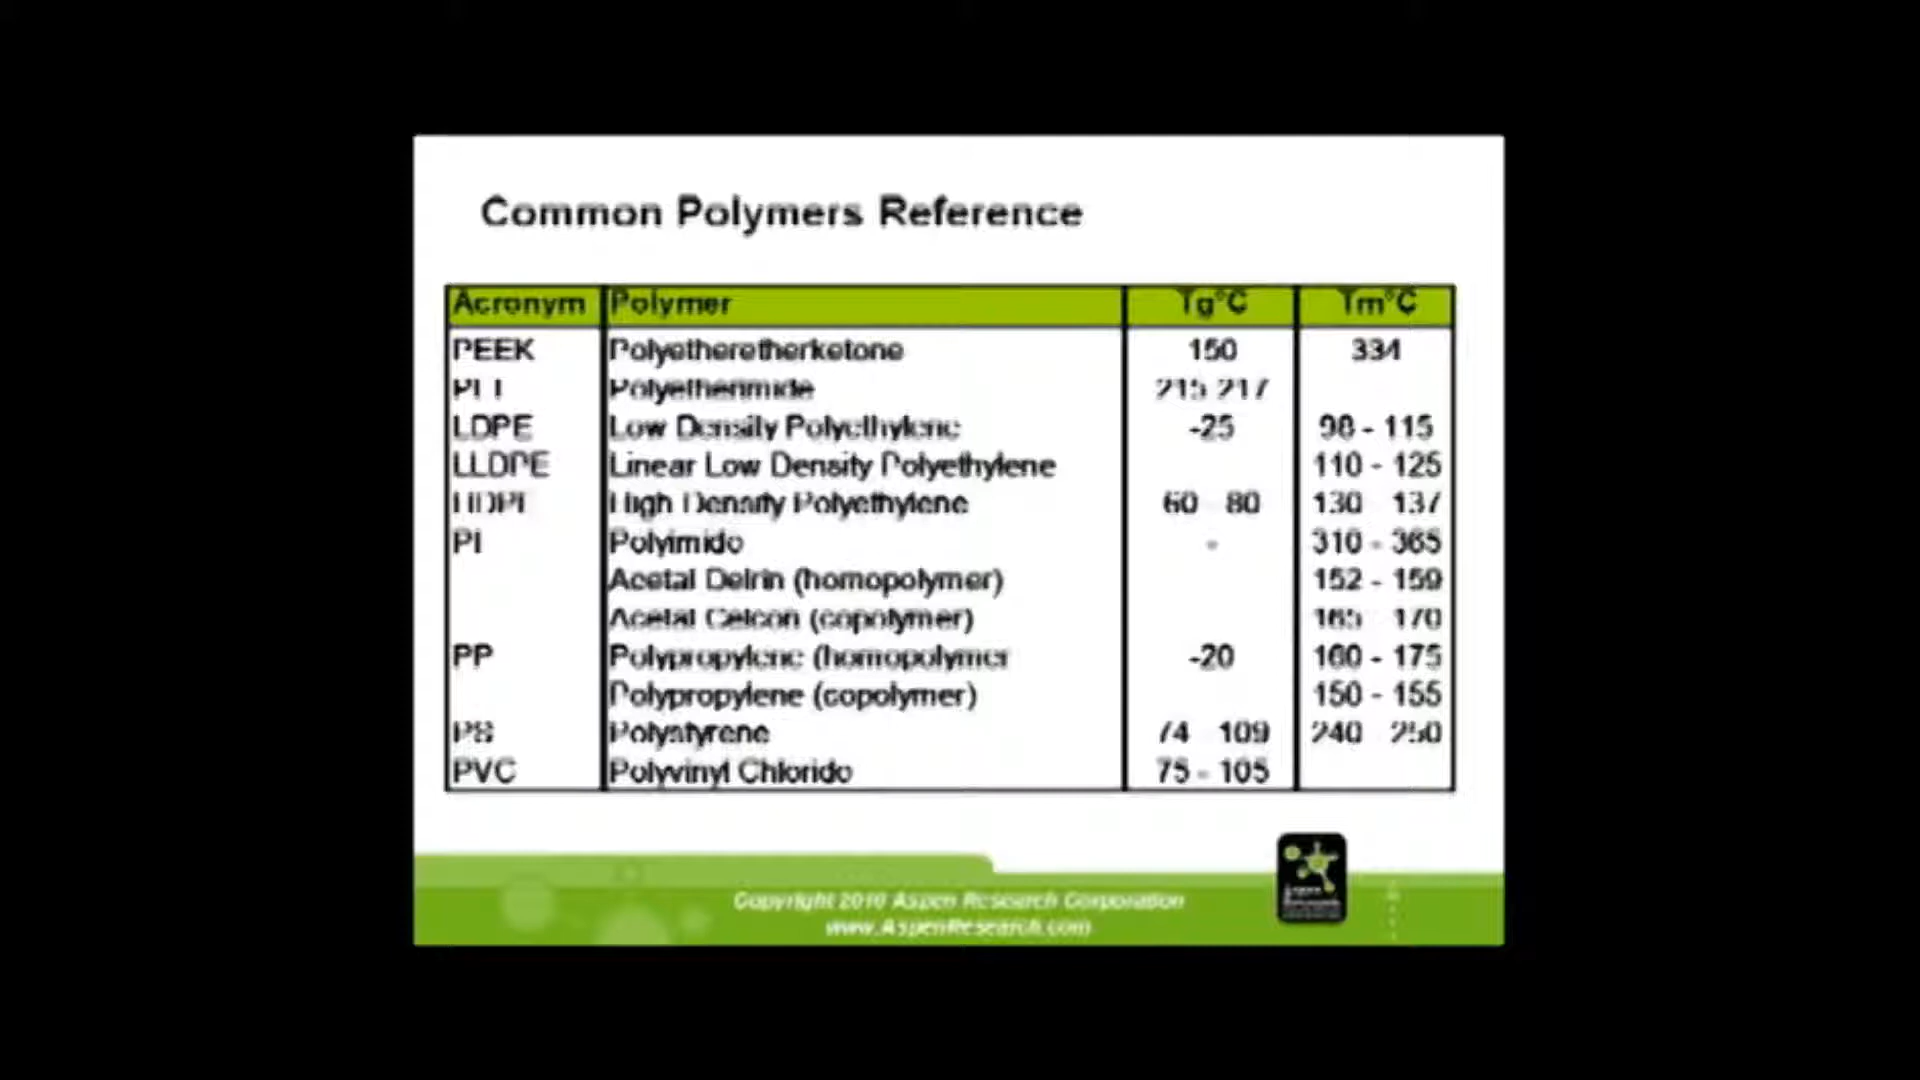 Common Polymers Reference
Acronym Polymer Tg°C Tm°C
PEEK Polyetheretherketone 150 334
PEI Polyetherimide 215 217
LDPE Low Density Polyethylene -25 98 - 115
LLDPE Linear Low Density Polyethylene 110 - 125
HDPE High Density Polyethylene 60 - 80 130 - 137
PI Polyimide - 310 - 365
Acetal Delrin (homopolymer) 152 - 159
Acetal Celcon (copolymer) 165 - 170
PP Polypropylene (homopolymer -20 160 - 175
Polypropylene (copolymer) 150 - 155
PS Polystyrene 74 - 109 240 - 250
PVC Polyvinyl Chloride 75 - 105
Copyright 2010 Aspen Research Corporation
www.AspenResearch.com